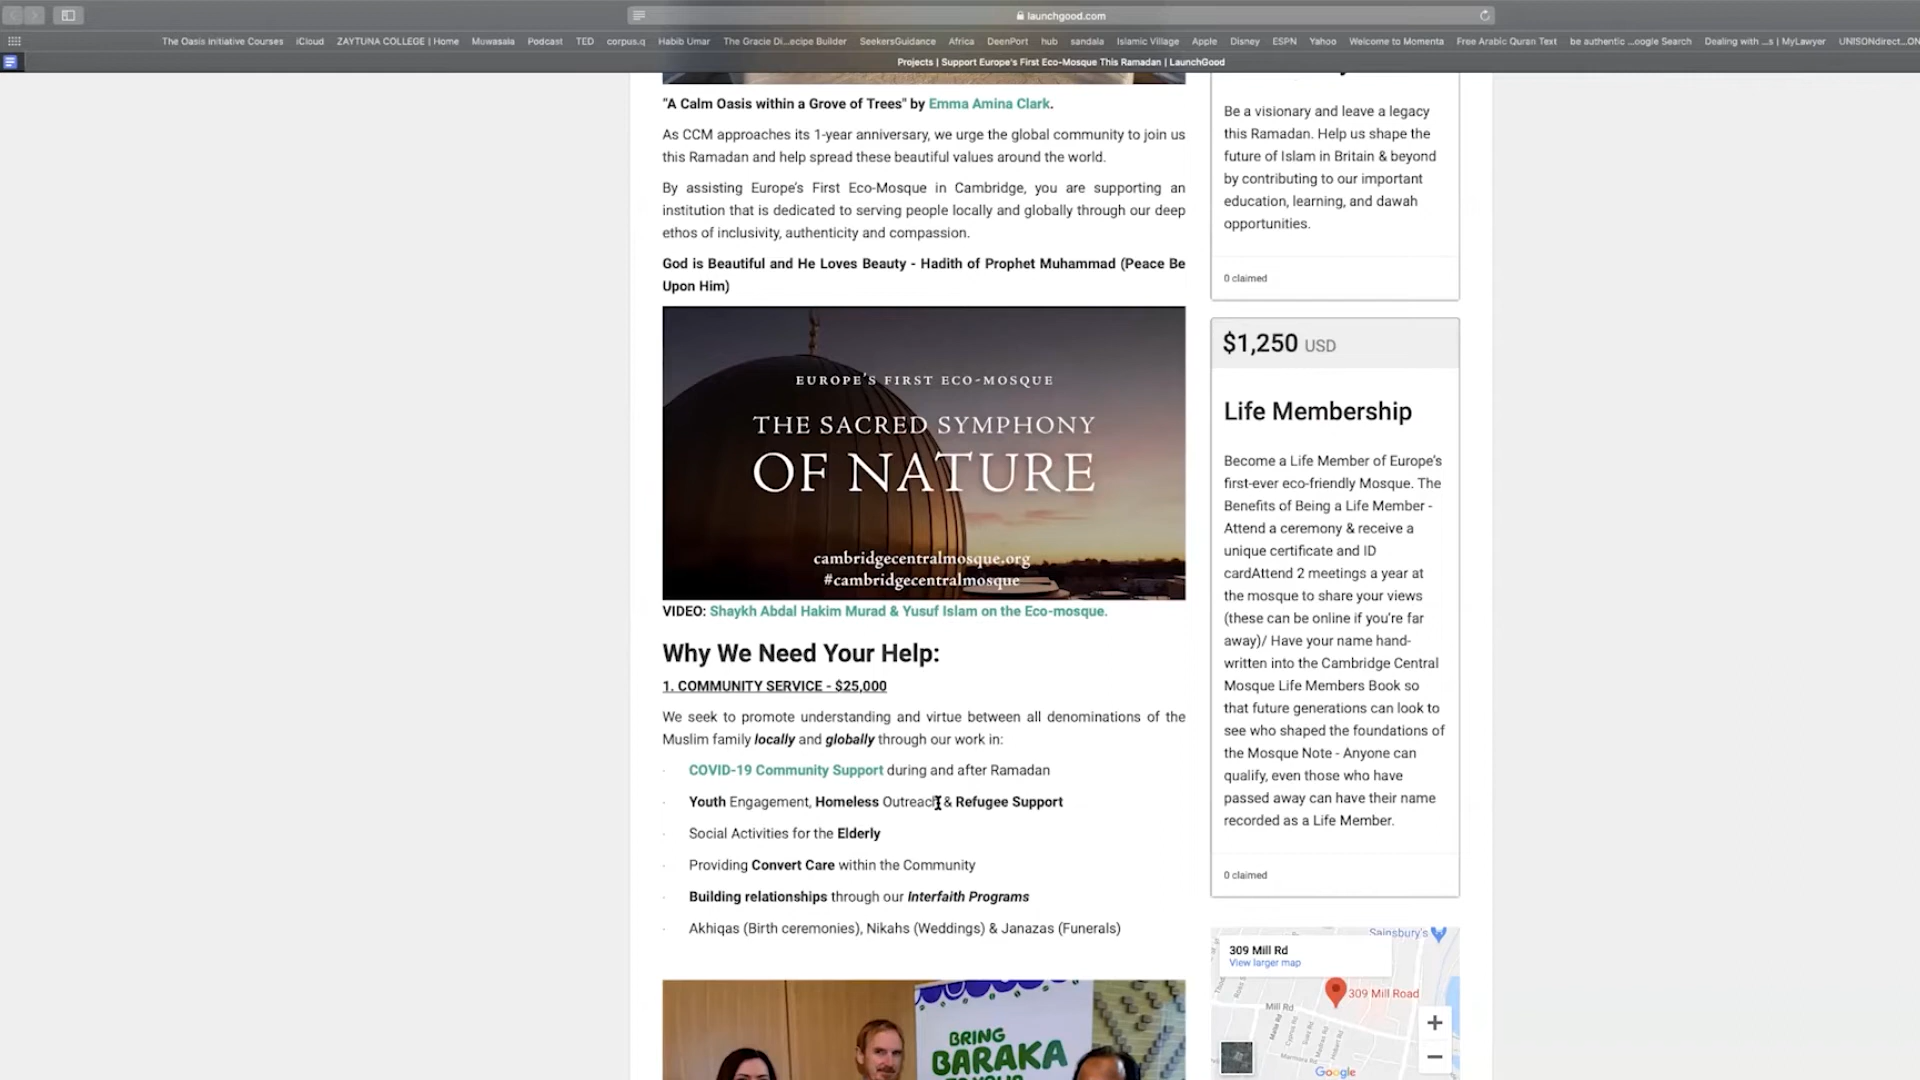 launchgood.com
The Oasis Initiative Courses iCloud ZAYTUNA COLLEGE | Home Muwasala Podcast TED corpus.q Habib Umar The Gracie Di...ecipe Builder SeekersGuidance Africa DeenPort hub sandala Islamic Village Apple Disney ESPN Yahoo Welcome to Momenta Free Arabic Quran Text be authentic ...oogle Search Dealing with ...s | MyLawyer UNISONdirect...ON
Projects | Support Europe's First Eco-Mosque This Ramadan | LaunchGood
"A Calm Oasis within a Grove of Trees" by Emma Amina Clark.
As CCM approaches its 1-year anniversary, we urge the global community to join us
this Ramadan and help spread these beautiful values around the world.
By assisting Europe's First Eco-Mosque in Cambridge, you are supporting an
institution that is dedicated to serving people locally and globally through our deep
ethos of inclusivity, authenticity and compassion.
God is Beautiful and He Loves Beauty - Hadith of Prophet Muhammad (Peace Be
Upon Him)
EUROPE'S FIRST ECO-MOSQUE
THE SACRED SYMPHONY
OF NATURE
cambridgecentralmosque.org
#cambridgecentralmosque
VIDEO: Shaykh Abdal Hakim Murad & Yusuf Islam on the Eco-mosque.
Why We Need Your Help:
1. COMMUNITY SERVICE - $25,000
We seek to promote understanding and virtue between all denominations of the
Muslim family locally and globally through our work in:
· COVID-19 Community Support during and after Ramadan
· Youth Engagement, Homeless Outreach & Refugee Support
· Social Activities for the Elderly
· Providing Convert Care within the Community
· Building relationships through our Interfaith Programs
· Akhiqas (Birth ceremonies), Nikahs (Weddings) & Janazas (Funerals)
BRING
BARAKA
Be a visionary and leave a legacy
this Ramadan. Help us shape the
future of Islam in Britain & beyond
by contributing to our important
education, learning, and dawah
opportunities.
0 claimed
$1,250 USD
Life Membership
Become a Life Member of Europe's
first-ever eco-friendly Mosque. The
Benefits of Being a Life Member -
Attend a ceremony & receive a
unique certificate and ID
cardAttend 2 meetings a year at
the mosque to share your views
(these can be online if you're far
away)/ Have your name hand-
written into the Cambridge Central
Mosque Life Members Book so
that future generations can look to
see who shaped the foundations of
the Mosque Note - Anyone can
qualify, even those who have
passed away can have their name
recorded as a Life Member.
0 claimed
Sainsbury's
309 Mill Rd
View larger map
309 Mill Road
Mill Rd
Google